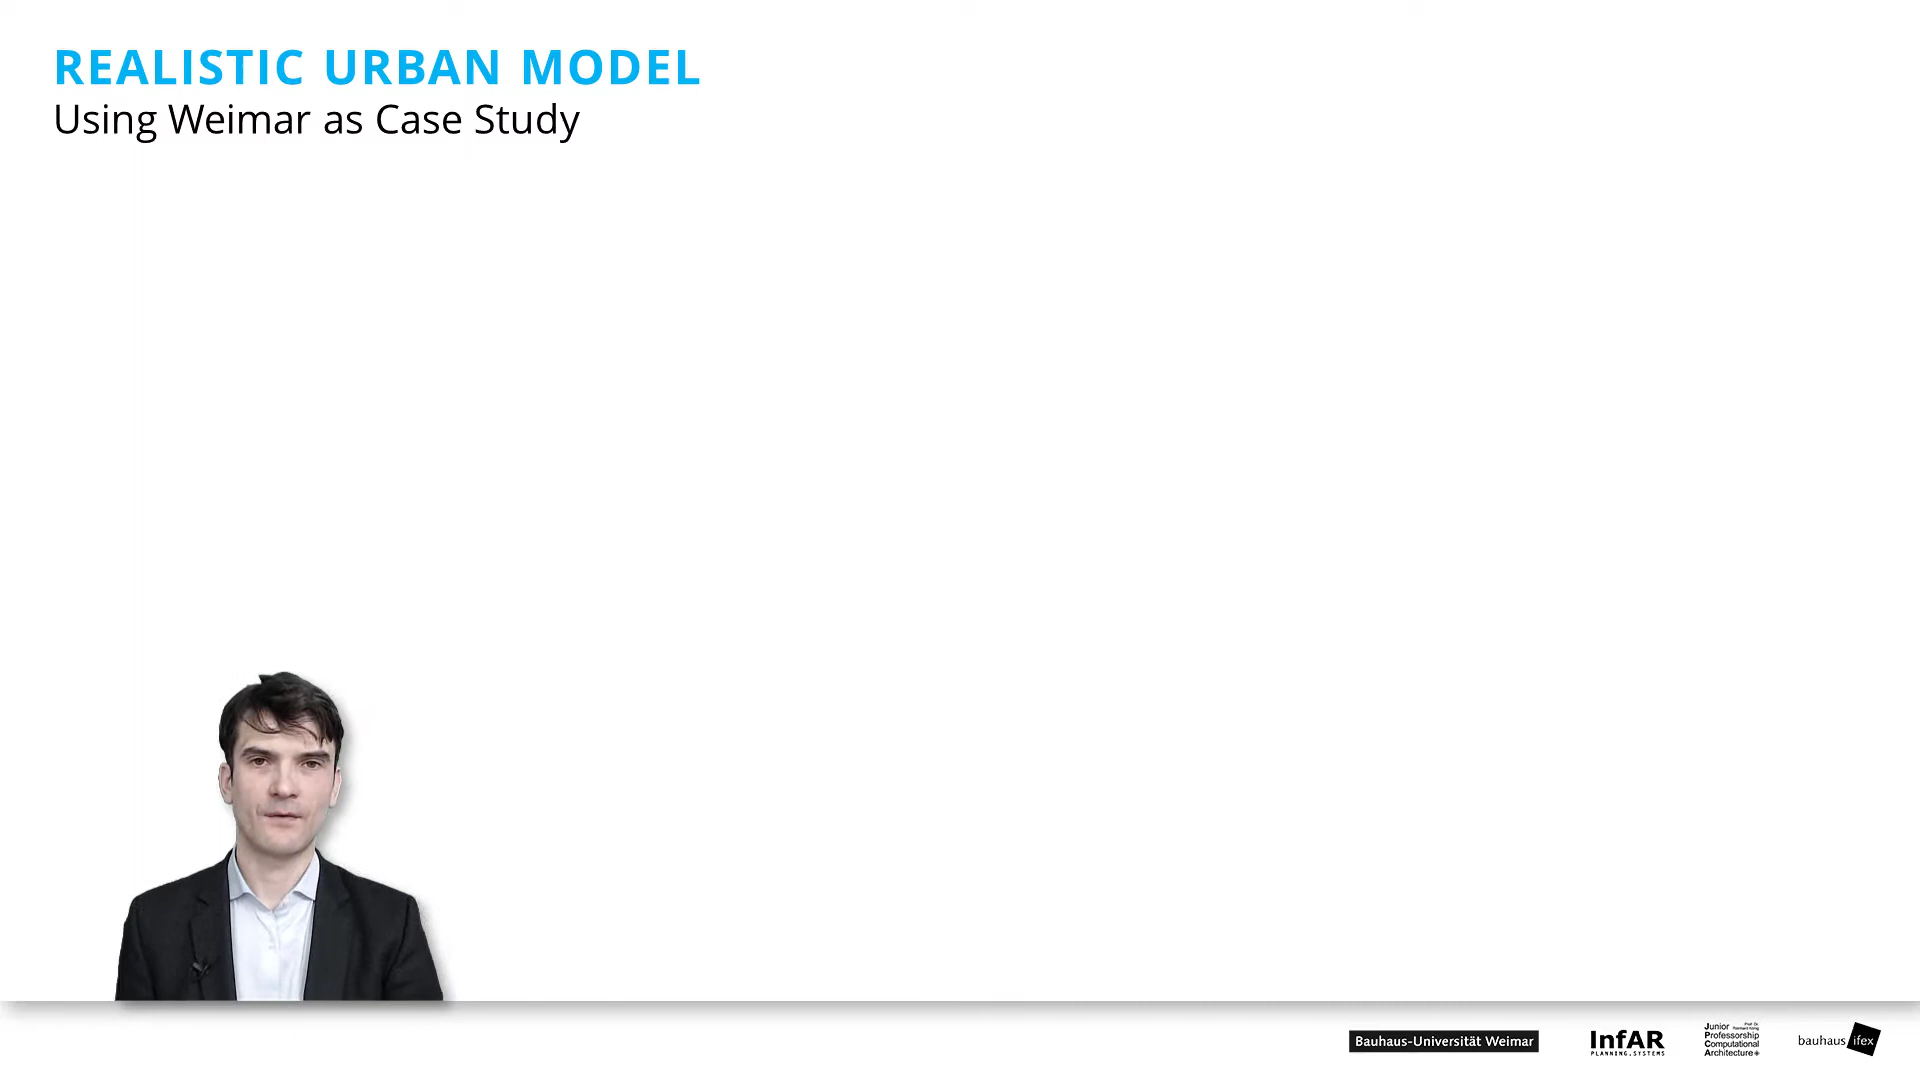 REALISTIC URBAN MODEL
Using Weimar as Case Study
Bauhaus-Universität Weimar
InfAR
PLANNING.SYSTEMS
Junior
Professorship
Computational
Architecture
bauhaus ifex